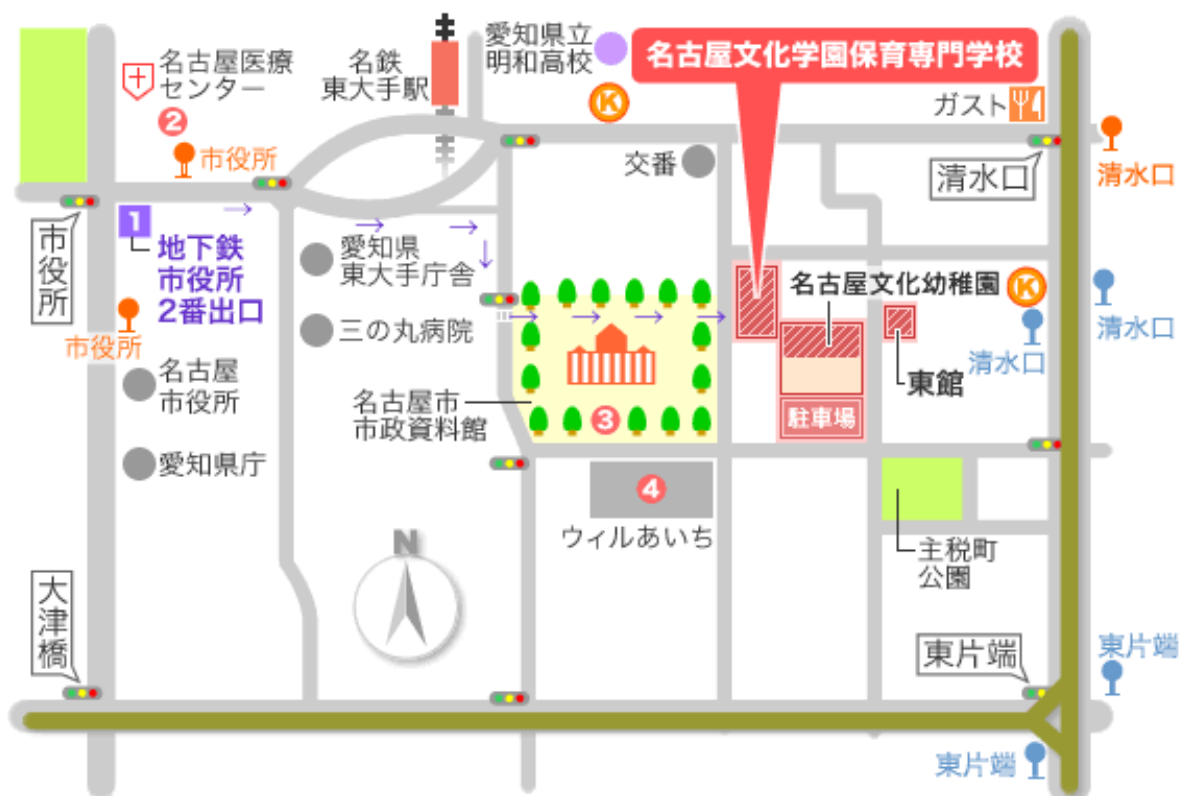 名古屋医療
センター
2
市役所
名鉄
東大手駅
愛知県立
明和高校
K
名古屋文化学園保育専門学校
ガスト
交番
清水口
清水口
市役所
1
地下鉄
市役所
2番出口
愛知県
東大手庁舎
名古屋文化幼稚園
K
清水口
清水口
市役所
三の丸病院
東館
名古屋
市役所
名古屋市
市政資料館
3
駐車場
愛知県庁
4
ウィルあいち
N
主税町
公園
大津橋
東片端
東片端
東片端